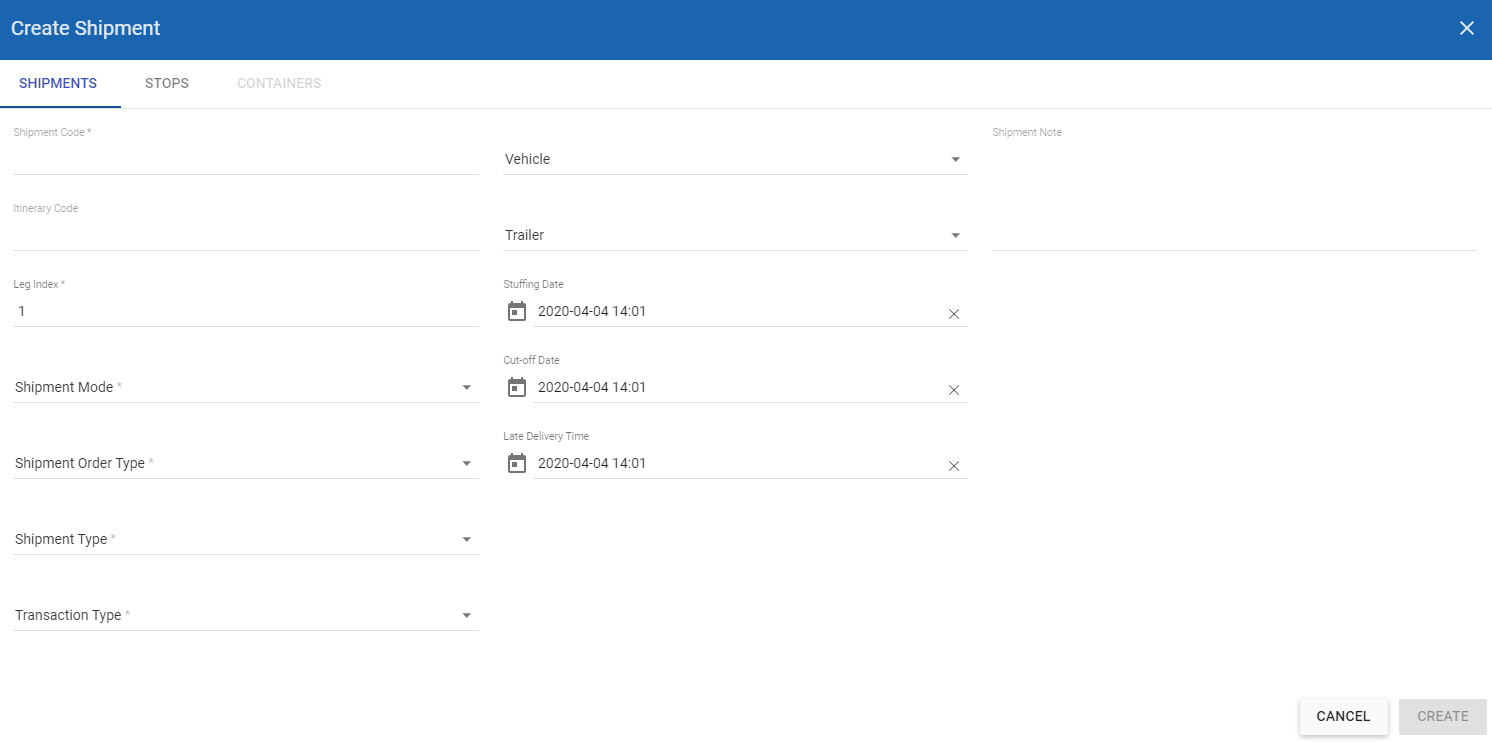 Create Shipment
SHIPMENTS STOPS CONTAINERS
Shipment Code *
Vehicle
Shipment Note
Itinerary Code
Trailer
Leg Index *
1
Stuffing Date
2020-04-04 14:01
Shipment Mode *
Cut-off Date
2020-04-04 14:01
Shipment Order Type *
Late Delivery Time
2020-04-04 14:01
Shipment Type *
Transaction Type *
CANCEL CREATE